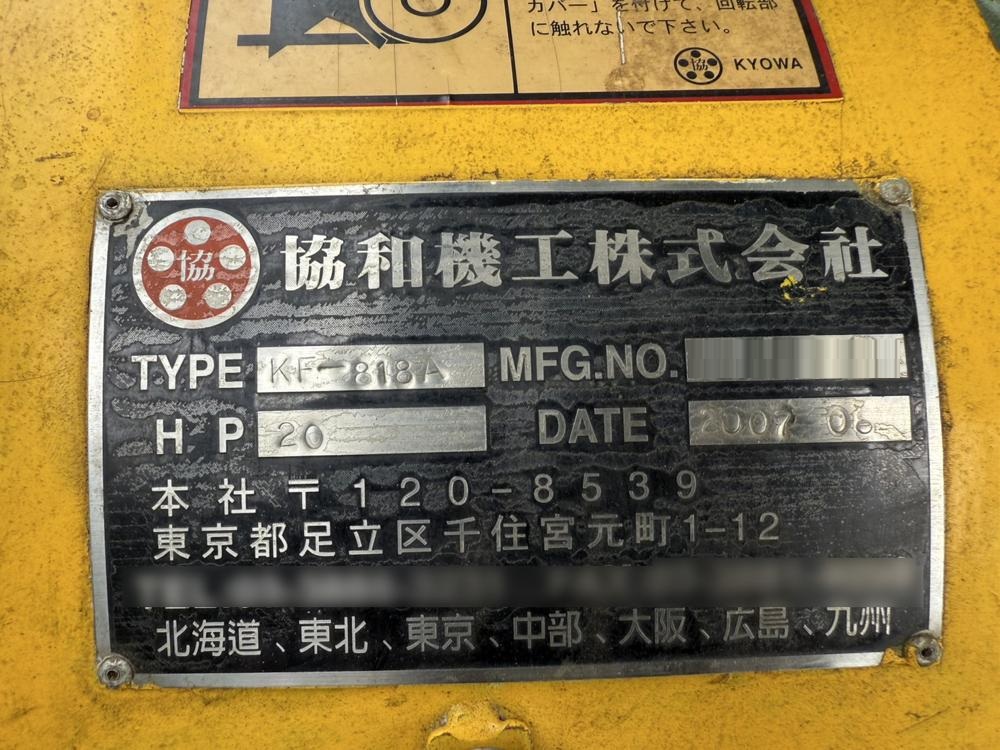 カバー」を付けて、回転部
に触れないで下さい。
協 KYOWA
協 協和機工株式会社
TYPE KF-818A MFG.NO.
HP 20 DATE 2007 06
本社〒120-8539
東京都足立区千住宮元町1-12
北海道、東北、東京、中部、大阪、広島、九州